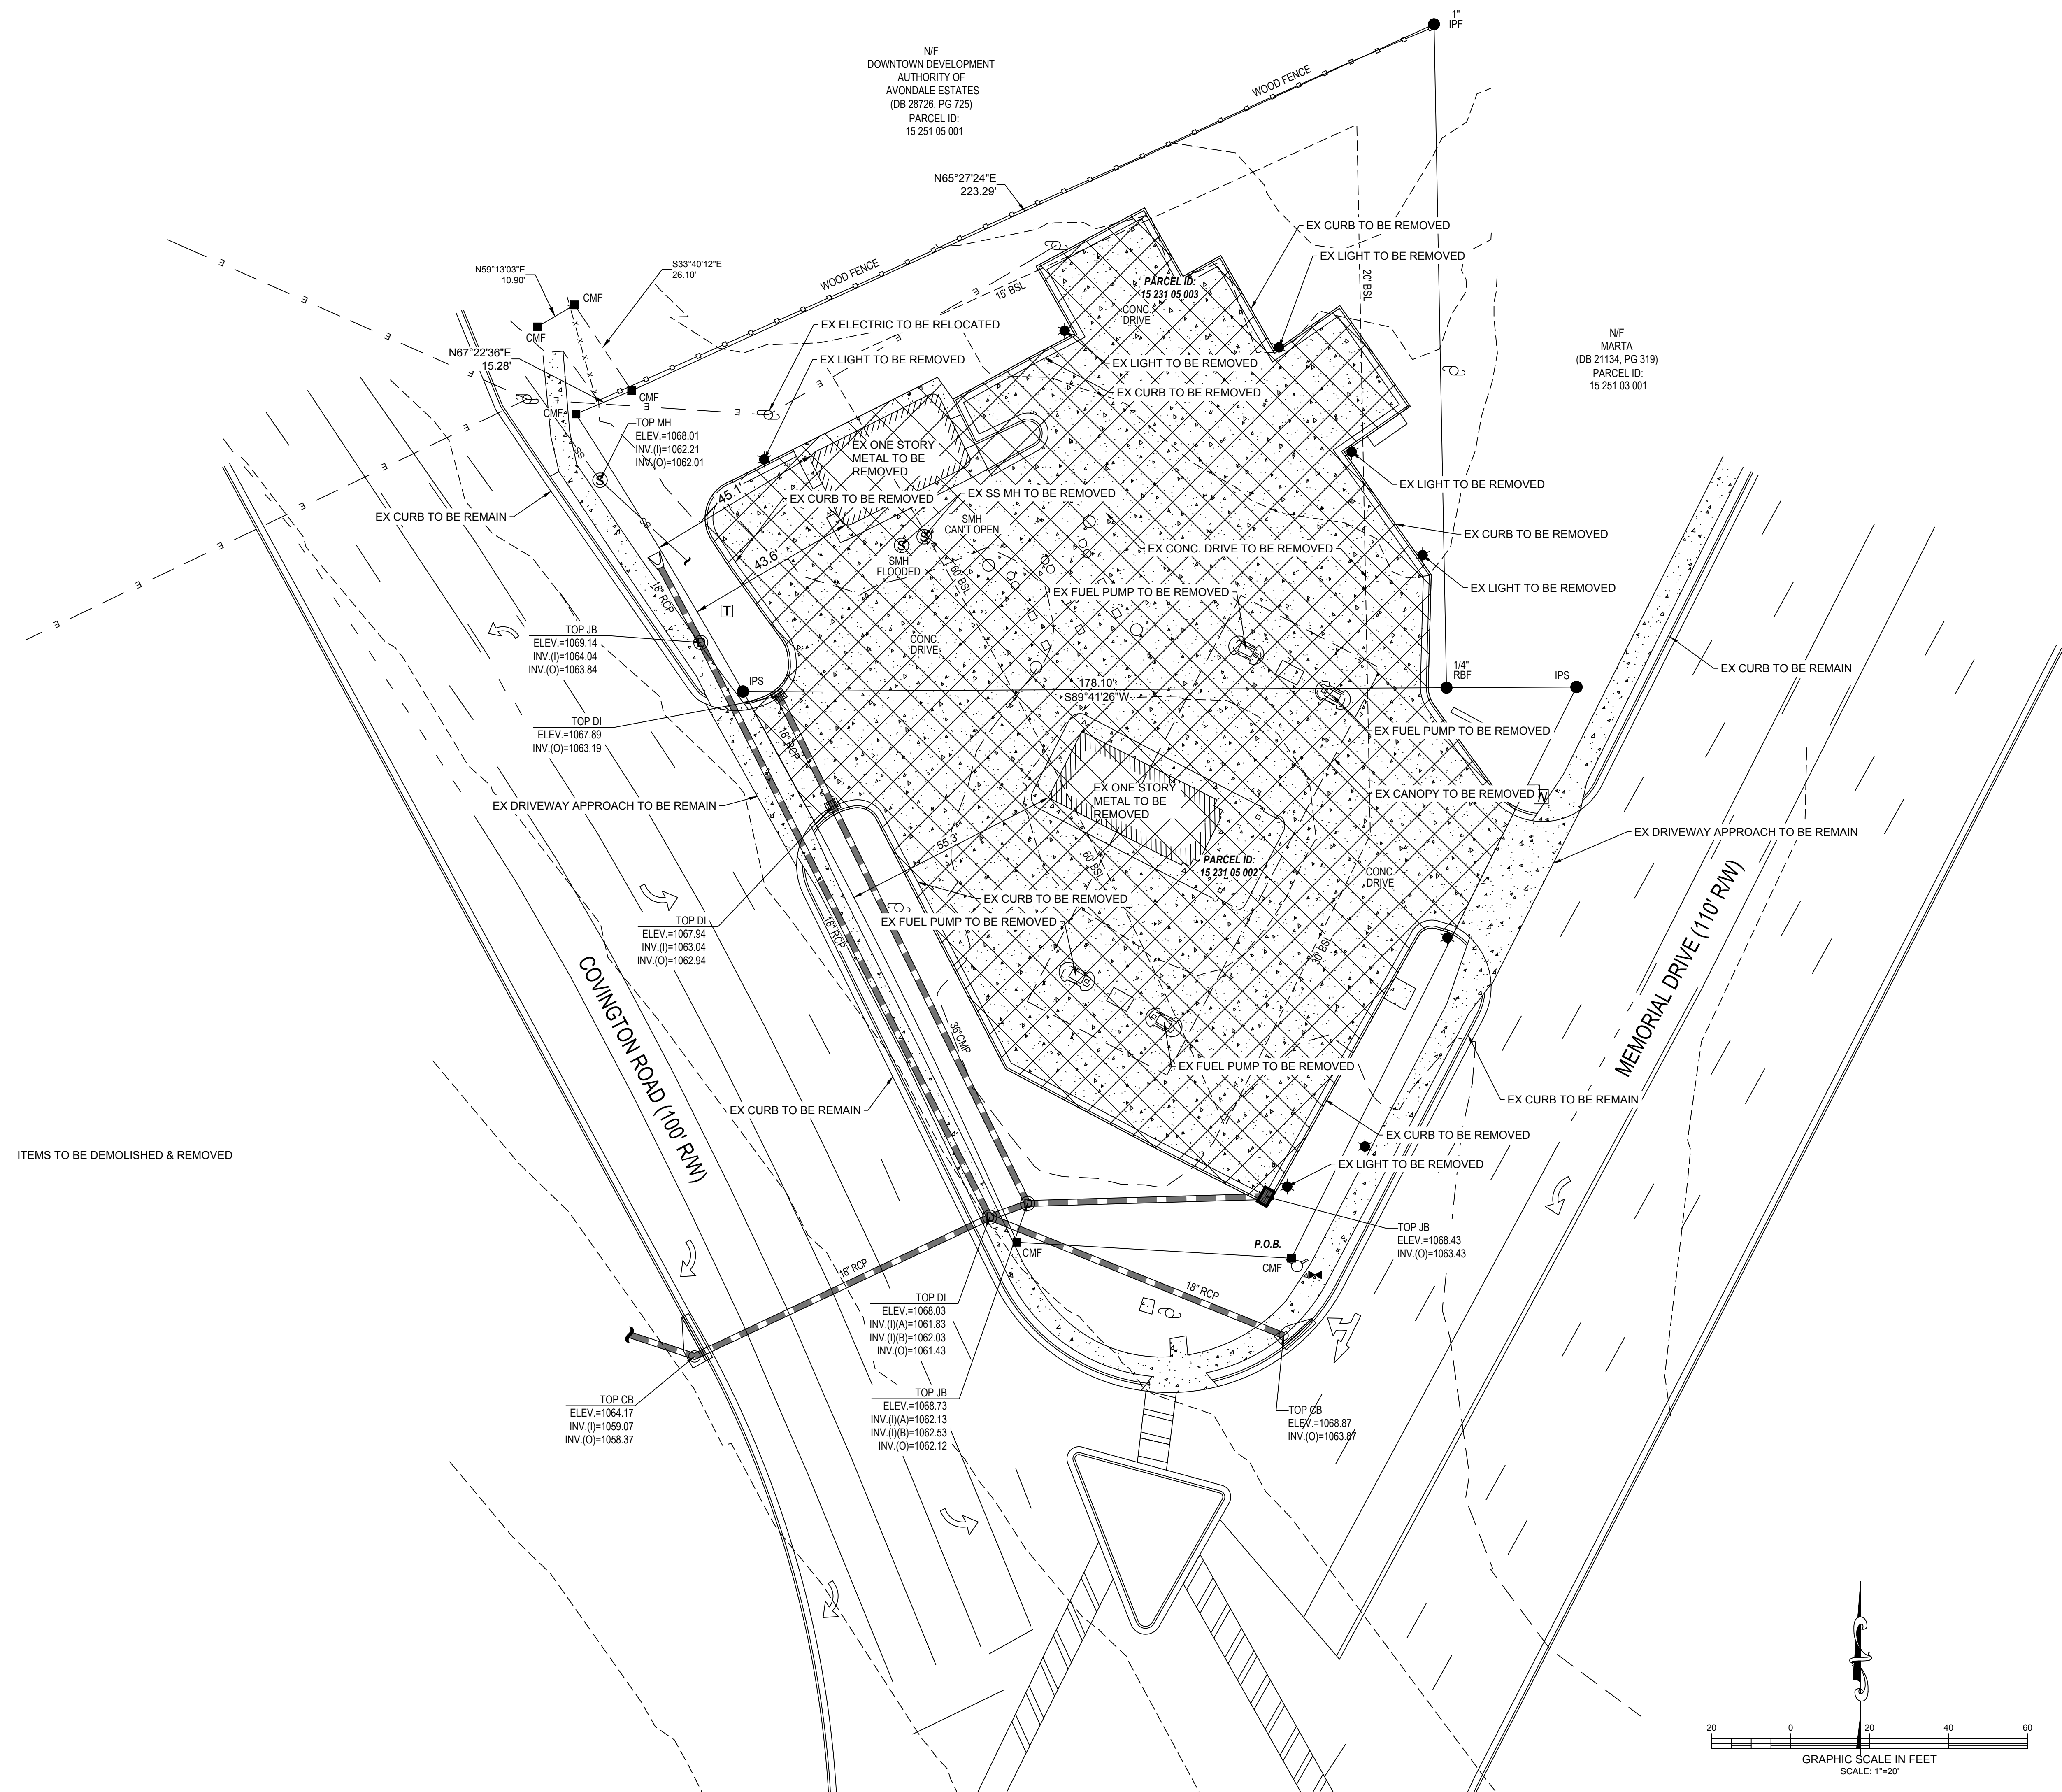 1"
IPF
N/F
DOWNTOWN DEVELOPMENT
AUTHORITY OF
AVONDALE ESTATES
(DB 28726, PG 725)
PARCEL ID:
15 251 05 001
WOOD FENCE
N65°27'24"E
223.29'
EX CURB TO BE REMOVED
EX LIGHT TO BE REMOVED
N59°13'03"E
10.90'
S33°40'12"E
26.10'
CMF
CMF
WOOD FENCE
15' BSL
PARCEL ID:
15 231 05 003
CONC.
DRIVE
20' BSL
E
E
E
E
E
E
E
E
E
E
E
E
E
N/F
MARTA
(DB 21134, PG 319)
PARCEL ID:
15 251 03 001
EX ELECTRIC TO BE RELOCATED
EX LIGHT TO BE REMOVED
N67°22'36"E
15.28'
EX LIGHT TO BE REMOVED
EX CURB TO BE REMOVED
CMF
CMF
TOP MH
ELEV.=1068.01
INV.(I)=1062.21
INV.(O)=1062.01
SS
S
SS
EX ONE STORY
METAL TO BE
REMOVED
45.1'
EX CURB TO BE REMOVED
EX SS MH TO BE REMOVED
EX LIGHT TO BE REMOVED
EX CURB TO BE REMAIN
SMH
CAN'T OPEN
S
S
SMH
FLOODED
43.6'
60' BSL
EX CONC. DRIVE TO BE REMOVED
EX CURB TO BE REMOVED
EX FUEL PUMP TO BE REMOVED
EX LIGHT TO BE REMOVED
18" RCP
T
TOP JB
ELEV.=1069.14
INV.(I)=1064.04
INV.(O)=1063.84
CONC.
DRIVE
EX CURB TO BE REMAIN
IPS
178.10'
S89°41'26"W
1/4"
RBF
IPS
TOP DI
ELEV.=1067.89
INV.(O)=1063.19
18" RCP
EX FUEL PUMP TO BE REMOVED
EX DRIVEWAY APPROACH TO BE REMAIN
EX ONE STORY
METAL TO BE
REMOVED
EX CANOPY TO BE REMOVED
EX DRIVEWAY APPROACH TO BE REMAIN
55.3'
60' BSL
PARCEL ID:
15 231 05 002
CONC.
DRIVE
EX CURB TO BE REMOVED
EX FUEL PUMP TO BE REMOVED
TOP DI
ELEV.=1067.94
INV.(I)=1063.04
INV.(O)=1062.94
18" RCP
30' BSL
COVINGTON ROAD (100' R/W)
MEMORIAL DRIVE (110' R/W)
36"CMP
EX FUEL PUMP TO BE REMOVED
EX CURB TO BE REMAIN
EX CURB TO BE REMAIN
EX CURB TO BE REMOVED
EX LIGHT TO BE REMOVED
ITEMS TO BE DEMOLISHED & REMOVED
TOP JB
ELEV.=1068.43
INV.(O)=1063.43
P.O.B.
CMF
CMF
18" RCP
18" RCP
TOP DI
ELEV.=1068.03
INV.(I)(A)=1061.83
INV.(I)(B)=1062.03
INV.(O)=1061.43
TOP CB
ELEV.=1064.17
INV.(I)=1059.07
INV.(O)=1058.37
TOP JB
ELEV.=1068.73
INV.(I)(A)=1062.13
INV.(I)(B)=1062.53
INV.(O)=1062.12
TOP CB
ELEV.=1068.87
INV.(O)=1063.87
20 0 20 40 60
GRAPHIC SCALE IN FEET
SCALE: 1"=20'